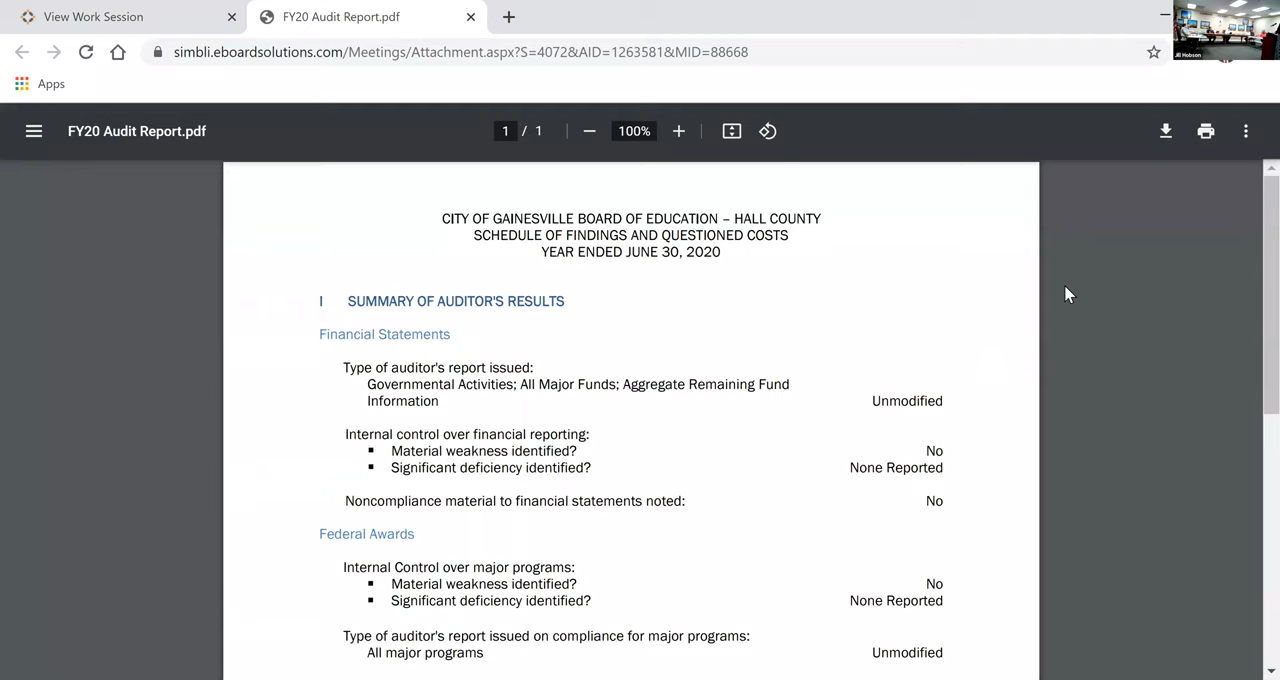 View Work Session
FY20 Audit Report.pdf
simbli.eboardsolutions.com/Meetings/Attachment.aspx?S=4072&AID=1263581&MID=88668
Jill Hobson
Apps
FY20 Audit Report.pdf
1 / 1
100%
CITY OF GAINESVILLE BOARD OF EDUCATION – HALL COUNTY
SCHEDULE OF FINDINGS AND QUESTIONED COSTS
YEAR ENDED JUNE 30, 2020
I SUMMARY OF AUDITOR'S RESULTS
Financial Statements
Type of auditor's report issued:
Governmental Activities; All Major Funds; Aggregate Remaining Fund
Information Unmodified
Internal control over financial reporting:
▪ Material weakness identified? No
▪ Significant deficiency identified? None Reported
Noncompliance material to financial statements noted: No
Federal Awards
Internal Control over major programs:
▪ Material weakness identified? No
▪ Significant deficiency identified? None Reported
Type of auditor's report issued on compliance for major programs:
All major programs Unmodified